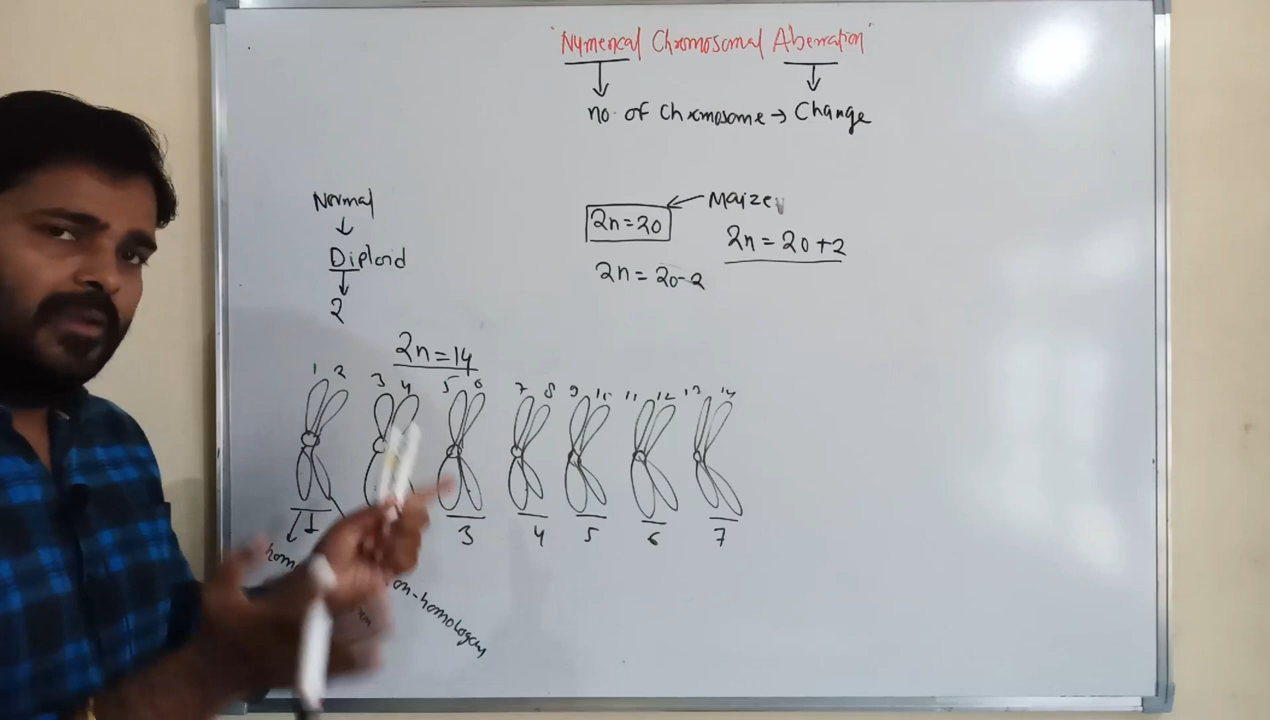 "Numerical Chromosomal Aberration"
no. of Chromosome → Change
Normal
Diploid
2
Maize
2n=20
2n = 20+2
2n = 20-2
2n=14
1 2 3 4 5 6 7 8 9 10 11 12 13 14
3 4 5 6 7
non-homologous